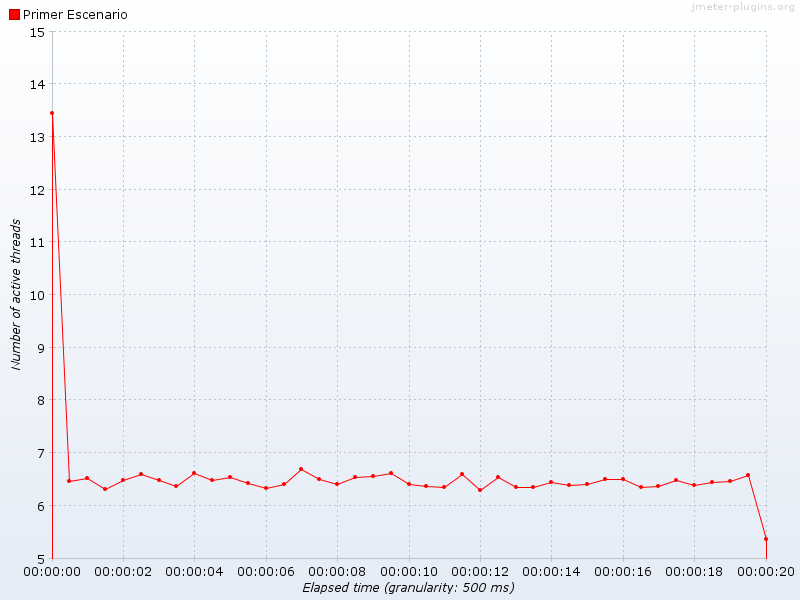 jmeter-plugins.org
Primer Escenario
15
14
13
12
11
10
9
8
7
6
5
Number of active threads
00:00:00 00:00:02 00:00:04 00:00:06 00:00:08 00:00:10 00:00:12 00:00:14 00:00:16 00:00:18 00:00:20
Elapsed time (granularity: 500 ms)